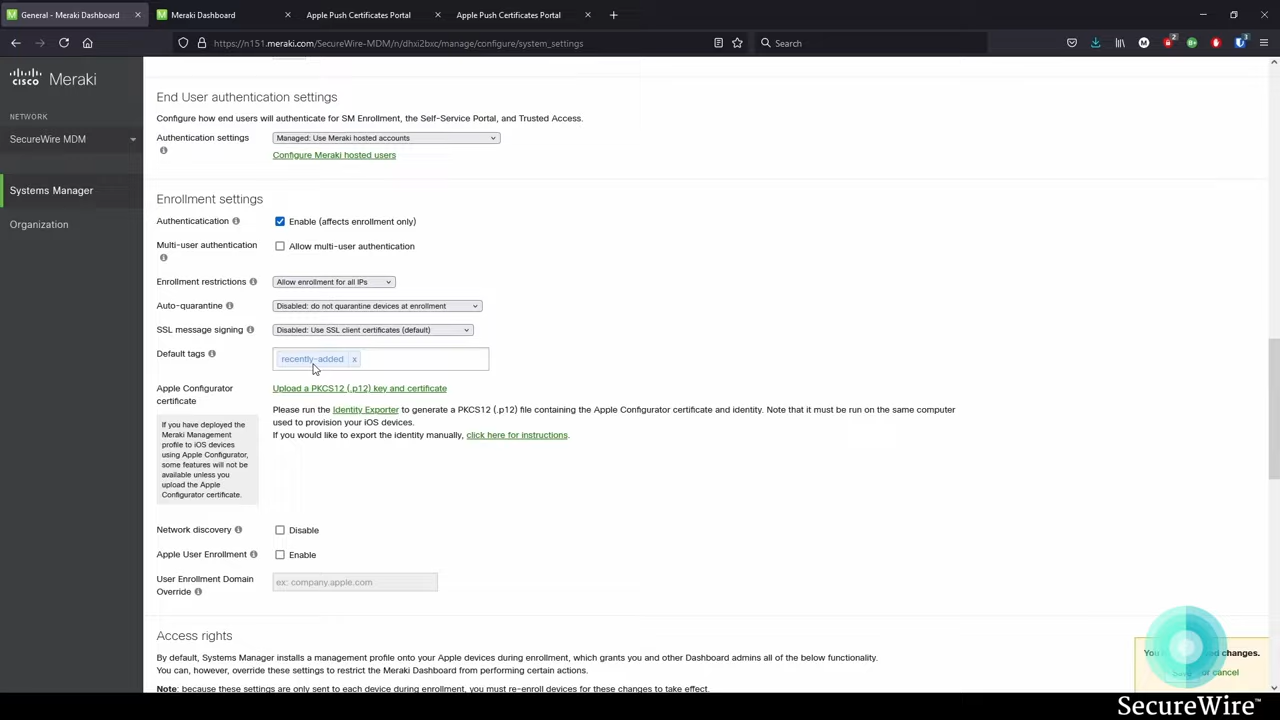 General - Meraki Dashboard
Meraki Dashboard
Apple Push Certificates Portal
Apple Push Certificates Portal
https://n151.meraki.com/SecureWire-MDM/n/dhxi2bxc/manage/configure/system_settings
Search
CISCO Meraki
NETWORK
SecureWire MDM
Systems Manager
Organization
End User authentication settings
Configure how end users will authenticate for SM Enrollment, the Self-Service Portal, and Trusted Access.
Authentication settings
Managed: Use Meraki hosted accounts
Configure Meraki hosted users
Enrollment settings
Authenticatication
Enable (affects enrollment only)
Multi-user authentication
Allow multi-user authentication
Enrollment restrictions
Allow enrollment for all IPs
Auto-quarantine
Disabled: do not quarantine devices at enrollment
SSL message signing
Disabled: Use SSL client certificates (default)
Default tags
recently-added x
Apple Configurator
certificate
Upload a PKCS12 (.p12) key and certificate
If you have deployed the
Meraki Management
profile to iOS devices
using Apple Configurator,
some features will not be
available unless you
upload the Apple
Configurator certificate.
Please run the Identity Exporter to generate a PKCS12 (.p12) file containing the Apple Configurator certificate and identity. Note that it must be run on the same computer
used to provision your iOS devices.
If you would like to export the identity manually, click here for instructions.
Network discovery
Disable
Apple User Enrollment
Enable
User Enrollment Domain
Override
ex: company.apple.com
Access rights
By default, Systems Manager installs a management profile onto your Apple devices during enrollment, which grants you and other Dashboard admins all of the below functionality.
You can, however, override these settings to restrict the Meraki Dashboard from performing certain actions.
Note: because these settings are only sent to each device during enrollment, you must re-enroll devices for these changes to take effect.
changes.
or cancel
SecureWire™